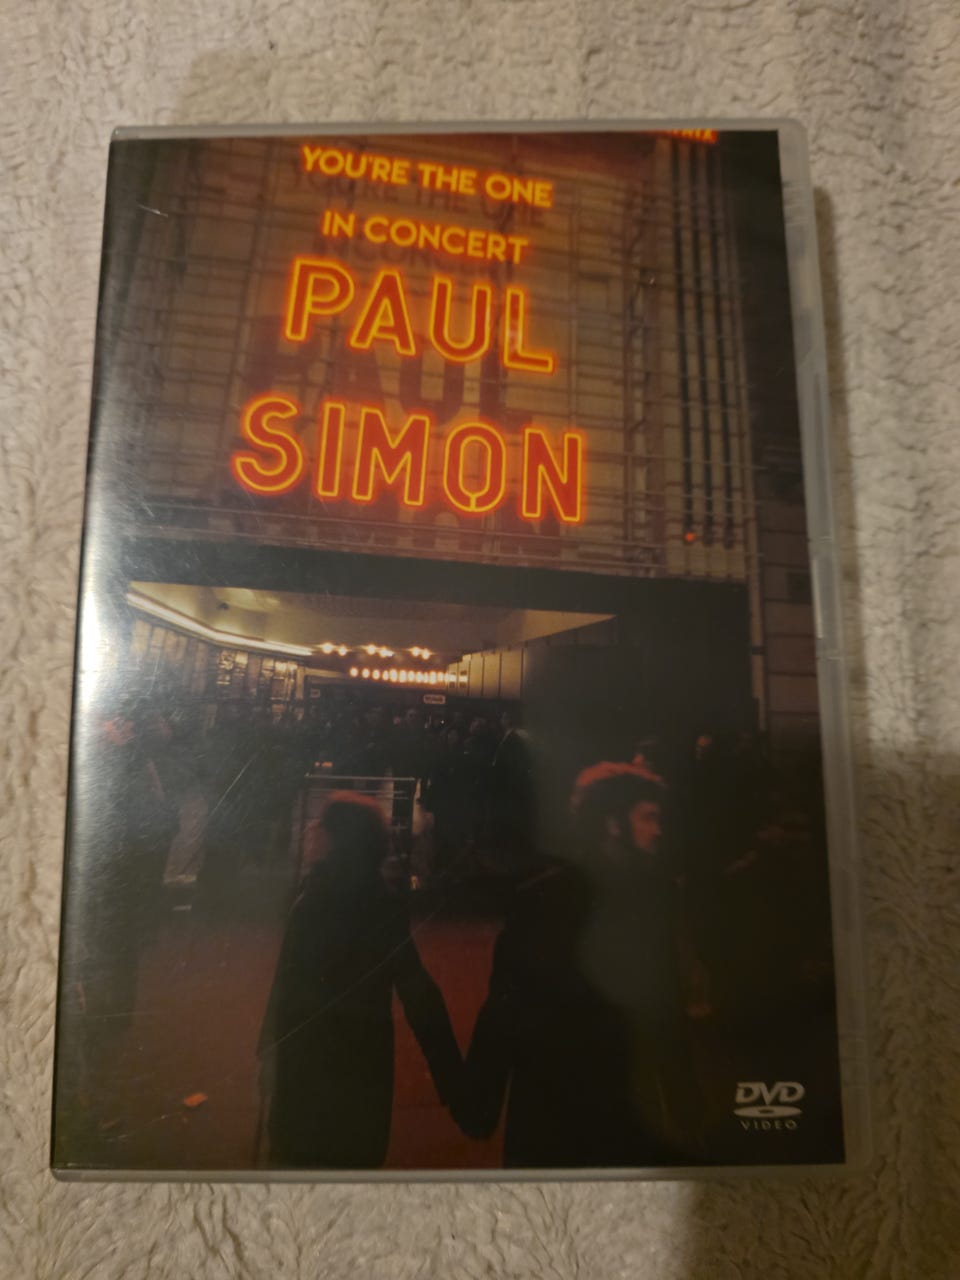 YOU'RE THE ONE
IN CONCERT
PAUL
SIMON
DVD
VIDEO